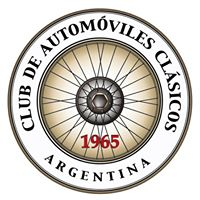 CLUB DE AUTOMÓVILES CLÁSICOS
1965
ARGENTINA